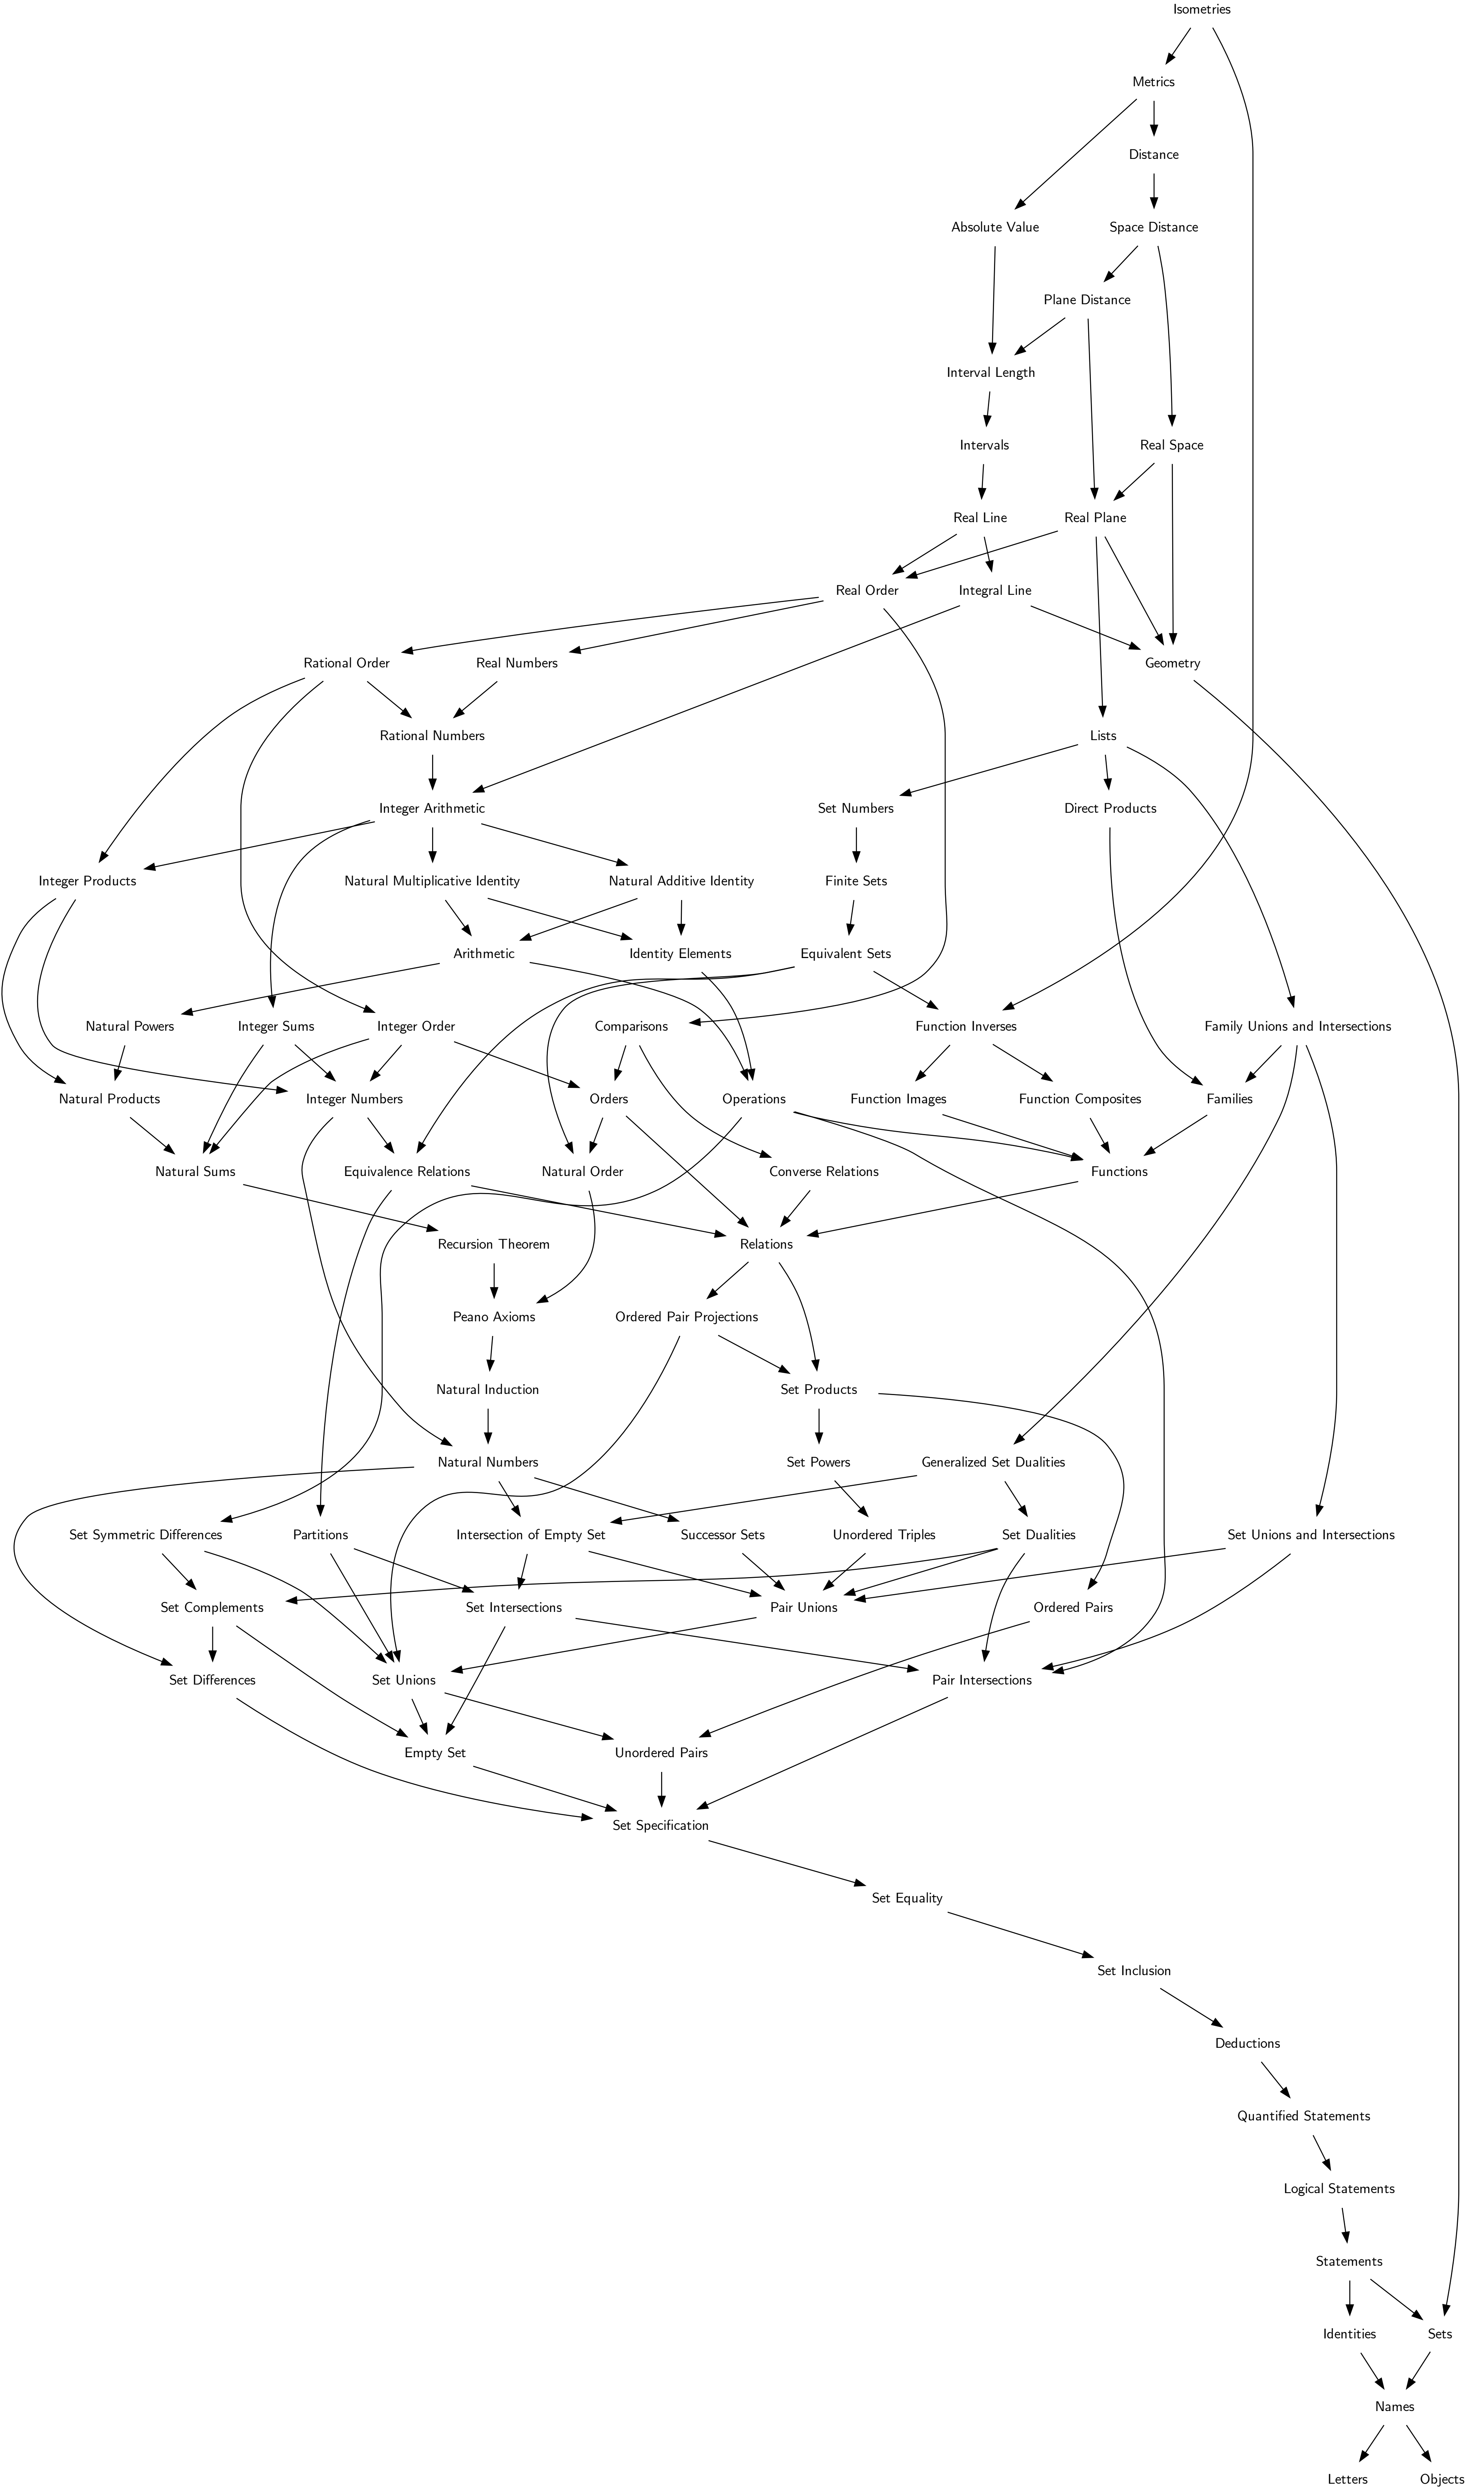 Isometries
Metrics
Distance
Absolute Value
Space Distance
Plane Distance
Interval Length
Intervals
Real Space
Real Line
Real Plane
Real Order
Integral Line
Rational Order
Real Numbers
Geometry
Rational Numbers
Lists
Integer Arithmetic
Set Numbers
Direct Products
Integer Products
Natural Multiplicative Identity
Natural Additive Identity
Finite Sets
Arithmetic
Identity Elements
Equivalent Sets
Natural Powers
Integer Sums
Integer Order
Comparisons
Function Inverses
Family Unions and Intersections
Natural Products
Integer Numbers
Orders
Operations
Function Images
Function Composites
Families
Natural Sums
Equivalence Relations
Natural Order
Converse Relations
Functions
Recursion Theorem
Relations
Peano Axioms
Ordered Pair Projections
Natural Induction
Set Products
Natural Numbers
Set Powers
Generalized Set Dualities
Set Symmetric Differences
Partitions
Intersection of Empty Set
Successor Sets
Unordered Triples
Set Dualities
Set Unions and Intersections
Set Complements
Set Intersections
Pair Unions
Ordered Pairs
Set Differences
Set Unions
Pair Intersections
Empty Set
Unordered Pairs
Set Specification
Set Equality
Set Inclusion
Deductions
Quantified Statements
Logical Statements
Statements
Identities
Sets
Names
Letters
Objects